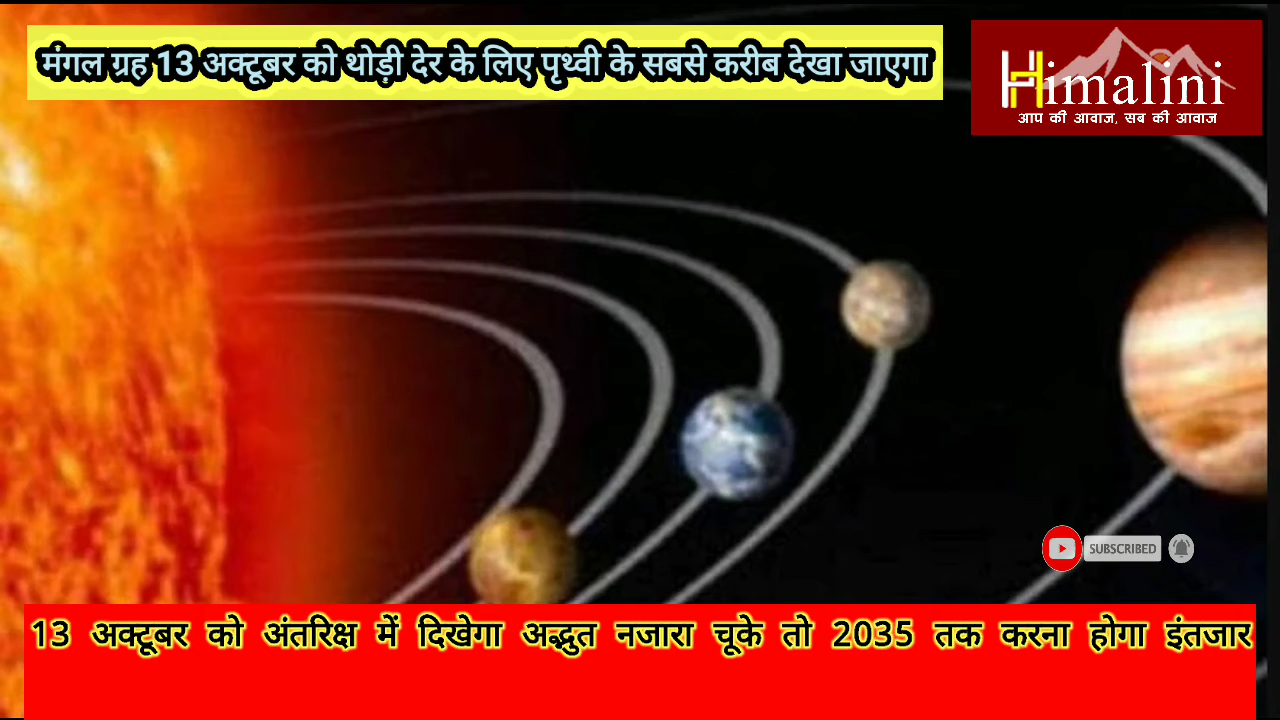 मंगल ग्रह 13 अक्टूबर को थोड़ी देर के लिए पृथ्वी के सबसे करीब देखा जाएगा
Himalini
आप की आवाज, सब की आवाज
SUBSCRIBED
13 अक्टूबर को अंतरिक्ष में दिखेगा अद्भुत नजारा चूके तो 2035 तक करना होगा इंतजार